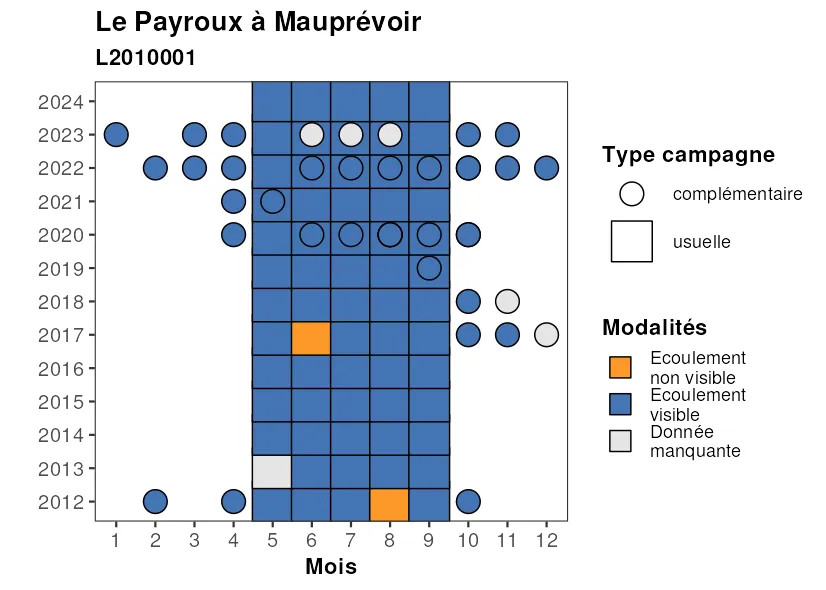 Le Payroux à Mauprévoir
L2010001
2024
2023
2022
2021
2020
2019
2018
2017
2016
2015
2014
2013
2012
1 2 3 4 5 6 7 8 9 10 11 12
Mois
Type campagne
complémentaire
usuelle
Modalités
Ecoulement
non visible
Ecoulement
visible
Donnée
manquante